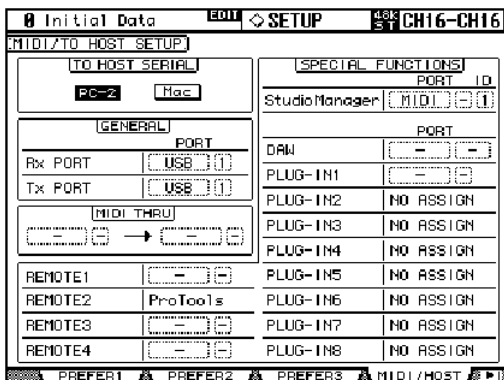 0 Initial Data EDIT SETUP 48k ST CH16-CH16
MIDI/TO HOST SETUP
TO HOST SERIAL
PC-2 Mac
GENERAL
PORT
Rx PORT USB 1
Tx PORT USB 1
MIDI THRU
- - → - -
REMOTE1 - -
REMOTE2 ProTools
REMOTE3 - -
REMOTE4 - -
SPECIAL FUNCTIONS
PORT ID
StudioManager MIDI - 1
PORT
DAW - -
PLUG-IN1 - -
PLUG-IN2 NO ASSIGN
PLUG-IN3 NO ASSIGN
PLUG-IN4 NO ASSIGN
PLUG-IN5 NO ASSIGN
PLUG-IN6 NO ASSIGN
PLUG-IN7 NO ASSIGN
PLUG-IN8 NO ASSIGN
PREFER1 PREFER2 PREFER3 MIDI/HOST